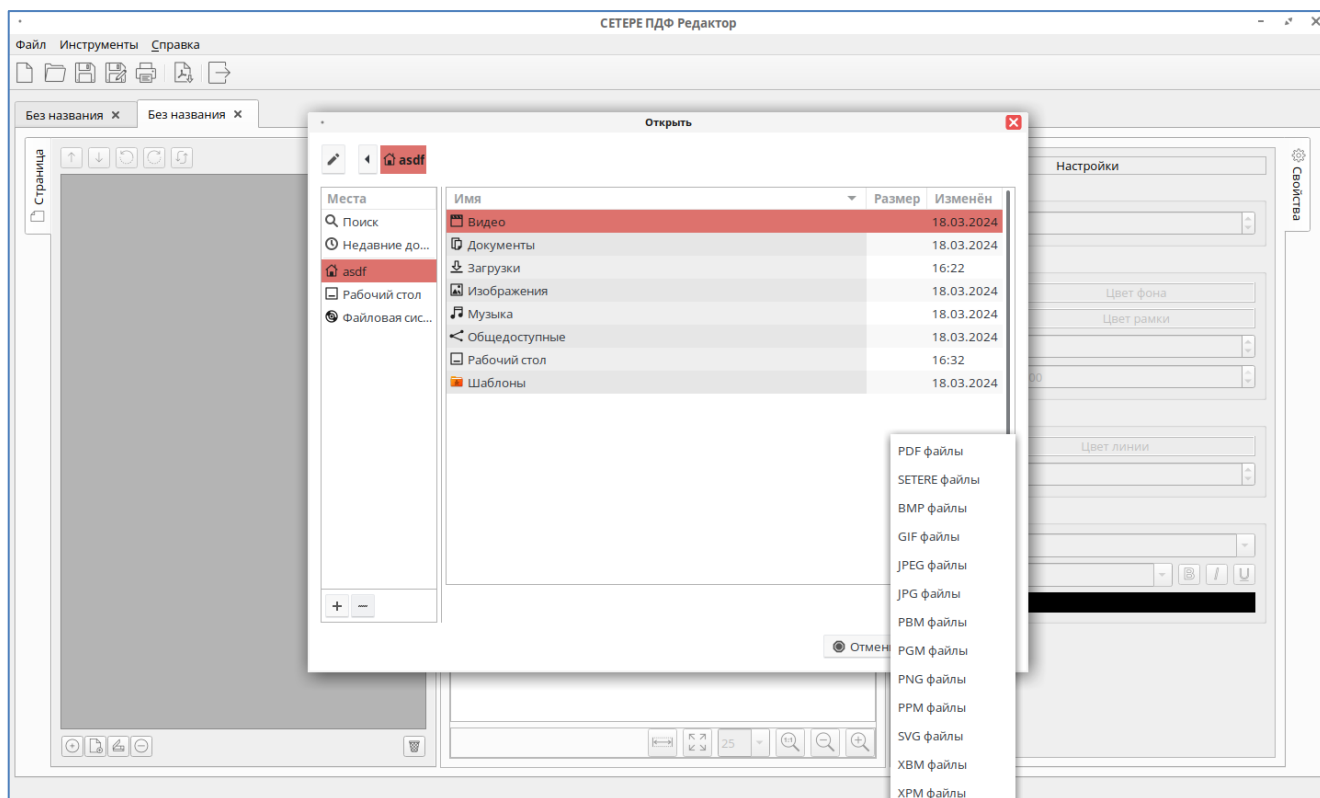 СЕТЕРЕ ПДФ Редактор
Файл Инструменты Справка
Без названия Без названия
Открыть
Страница
asdf
Настройки
Свойства
Места
Имя Размер Изменён
Поиск
Видео 18.03.2024
Недавние до...
Документы 18.03.2024
asdf
Загрузки 16:22
Рабочий стол
Изображения 18.03.2024
Файловая сис...
Музыка 18.03.2024
Общедоступные 18.03.2024
Рабочий стол 16:32
Шаблоны 18.03.2024
Цвет фона
Цвет рамки
00
Цвет линии
B I U
PDF файлы
SETERE файлы
BMP файлы
GIF файлы
JPEG файлы
JPG файлы
PBM файлы
PGM файлы
PNG файлы
PPM файлы
SVG файлы
XBM файлы
XPM файлы
Отмени
25
1:1